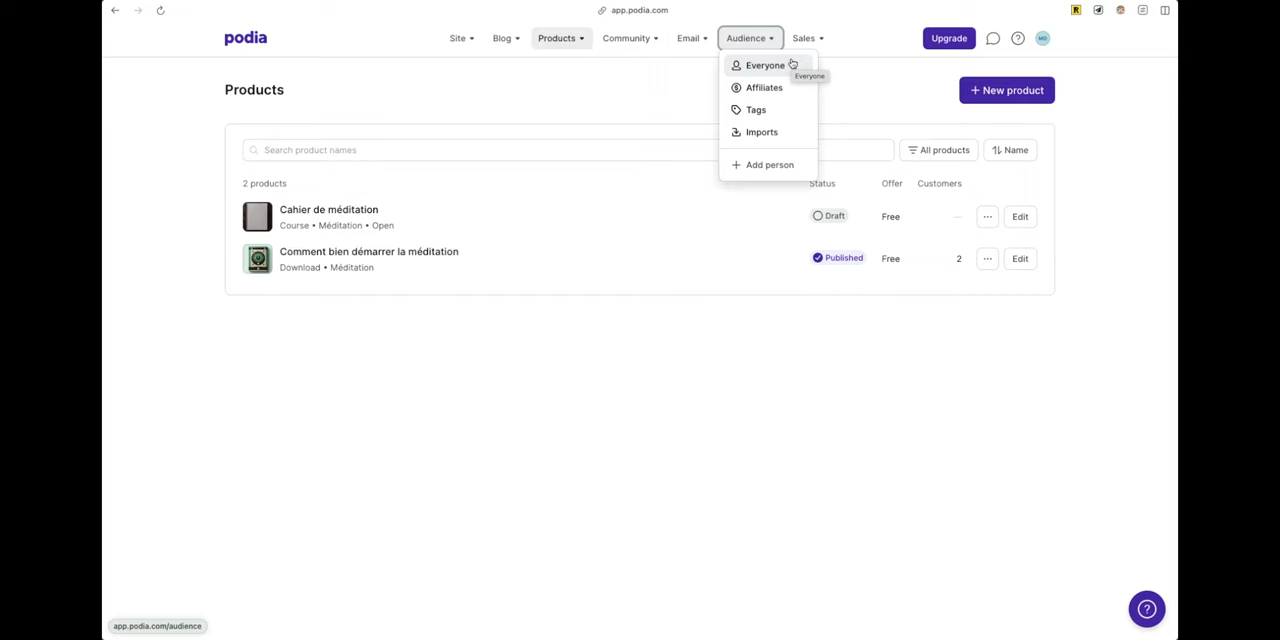 app.podia.com
podia
Site
Blog
Products
Community
Email
Audience
Sales
Upgrade
MD
Everyone
Everyone
Affiliates
Tags
Imports
+ Add person
Products
+ New product
Search product names
All products
Name
2 products
Status
Offer
Customers
Cahier de méditation
Course • Méditation • Open
Draft
Free
—
...
Edit
Comment bien démarrer la méditation
Download • Méditation
Published
Free
2
...
Edit
app.podia.com/audience